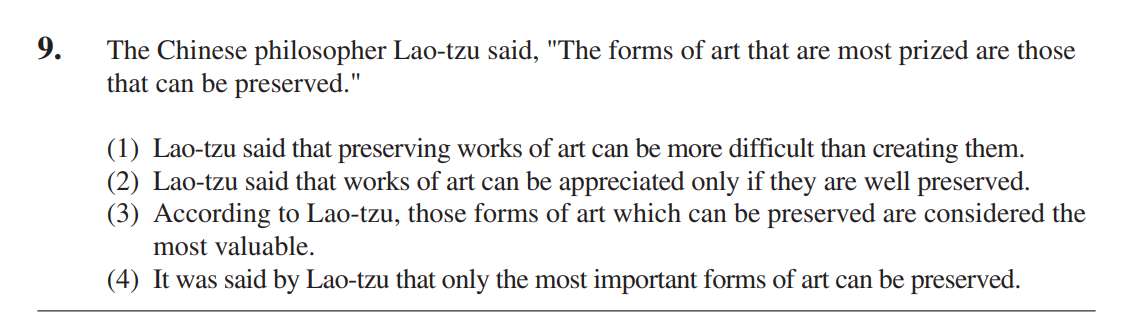 9. The Chinese philosopher Lao-tzu said, "The forms of art that are most prized are those
that can be preserved."
(1) Lao-tzu said that preserving works of art can be more difficult than creating them.
(2) Lao-tzu said that works of art can be appreciated only if they are well preserved.
(3) According to Lao-tzu, those forms of art which can be preserved are considered the
most valuable.
(4) It was said by Lao-tzu that only the most important forms of art can be preserved.